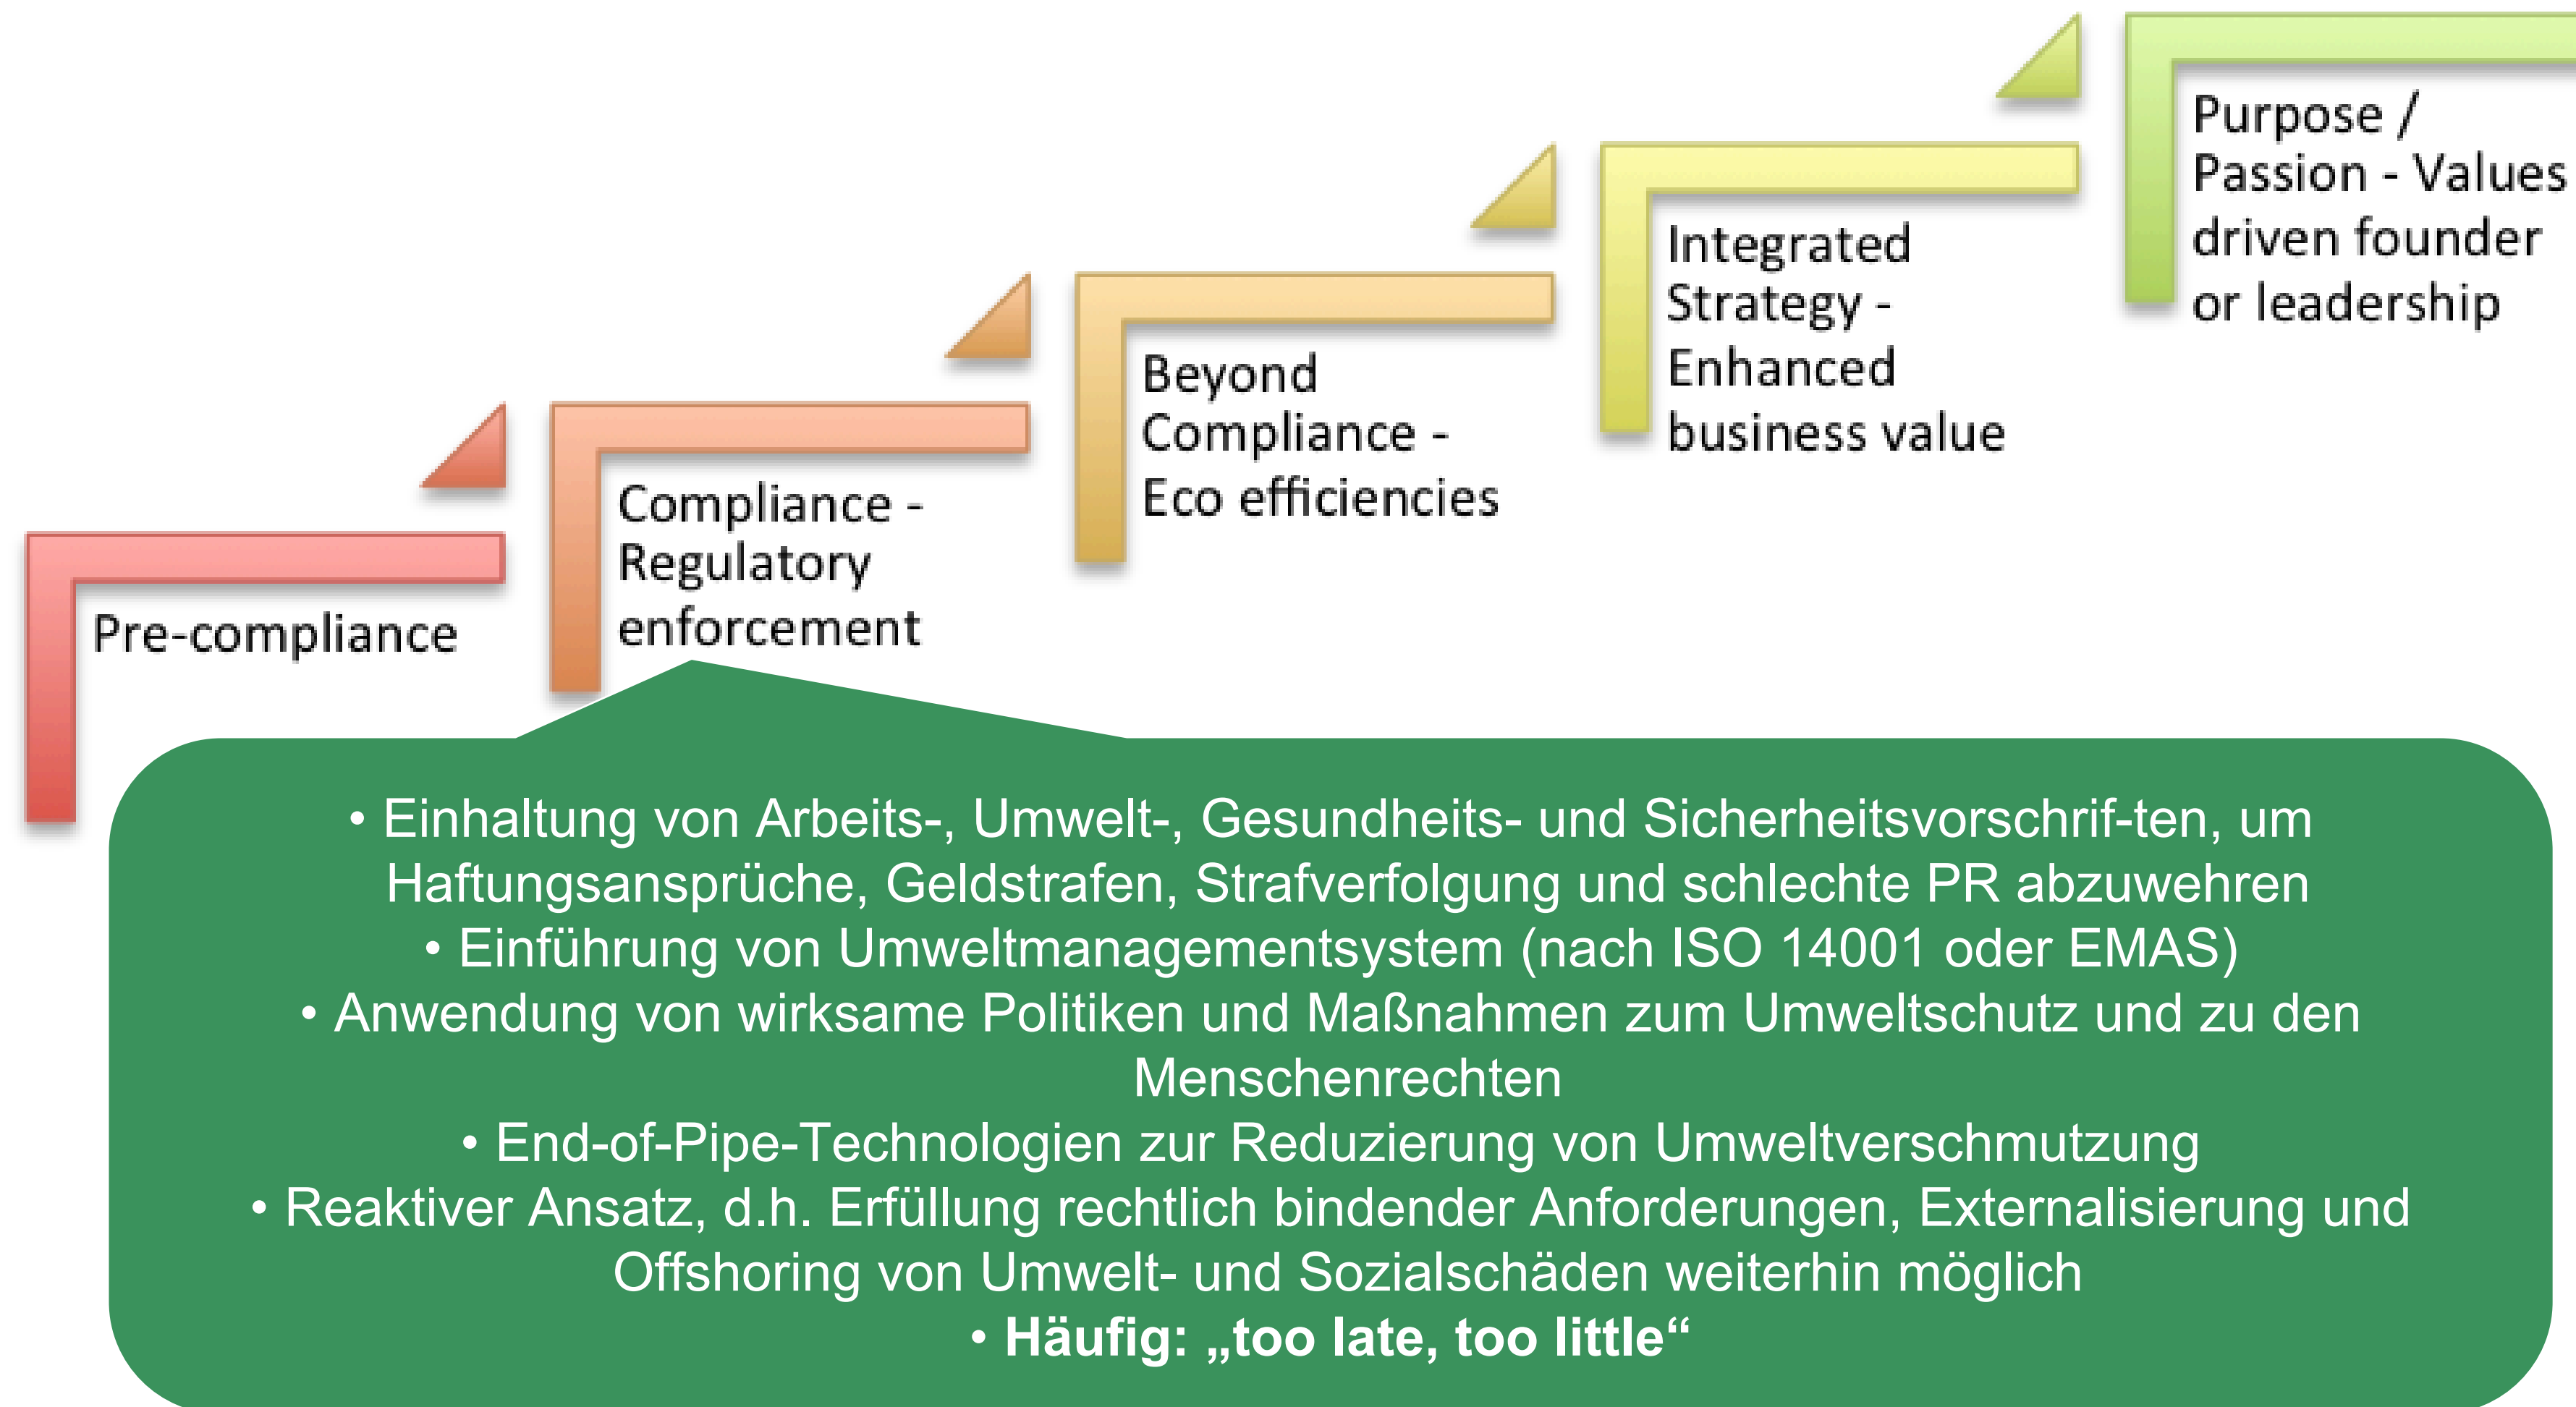 Pre-compliance
Compliance -
Regulatory
enforcement
Beyond
Compliance -
Eco efficiencies
Integrated
Strategy -
Enhanced
business value
Purpose /
Passion - Values
driven founder
or leadership
• Einhaltung von Arbeits-, Umwelt-, Gesundheits- und Sicherheitsvorschrif-ten, um
Haftungsansprüche, Geldstrafen, Strafverfolgung und schlechte PR abzuwehren
• Einführung von Umweltmanagementsystem (nach ISO 14001 oder EMAS)
• Anwendung von wirksame Politiken und Maßnahmen zum Umweltschutz und zu den
Menschenrechten
• End-of-Pipe-Technologien zur Reduzierung von Umweltverschmutzung
• Reaktiver Ansatz, d.h. Erfüllung rechtlich bindender Anforderungen, Externalisierung und
Offshoring von Umwelt- und Sozialschäden weiterhin möglich
• Häufig: „too late, too little“